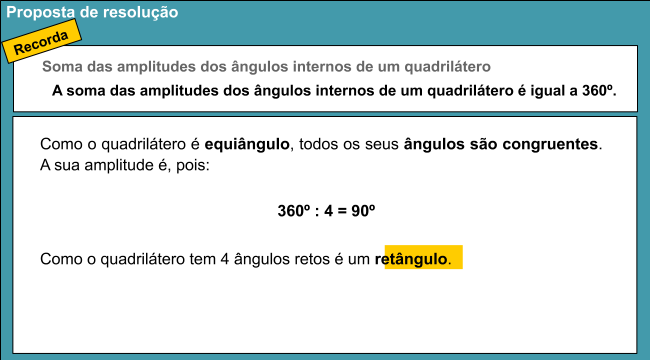 Proposta de resolução
Recorda
Soma das amplitudes dos ângulos internos de um quadrilátero
A soma das amplitudes dos ângulos internos de um quadrilátero é igual a 360º.
Como o quadrilátero é equiângulo, todos os seus ângulos são congruentes.
A sua amplitude é, pois:
360º : 4 = 90º
Como o quadrilátero tem 4 ângulos retos é um retângulo.